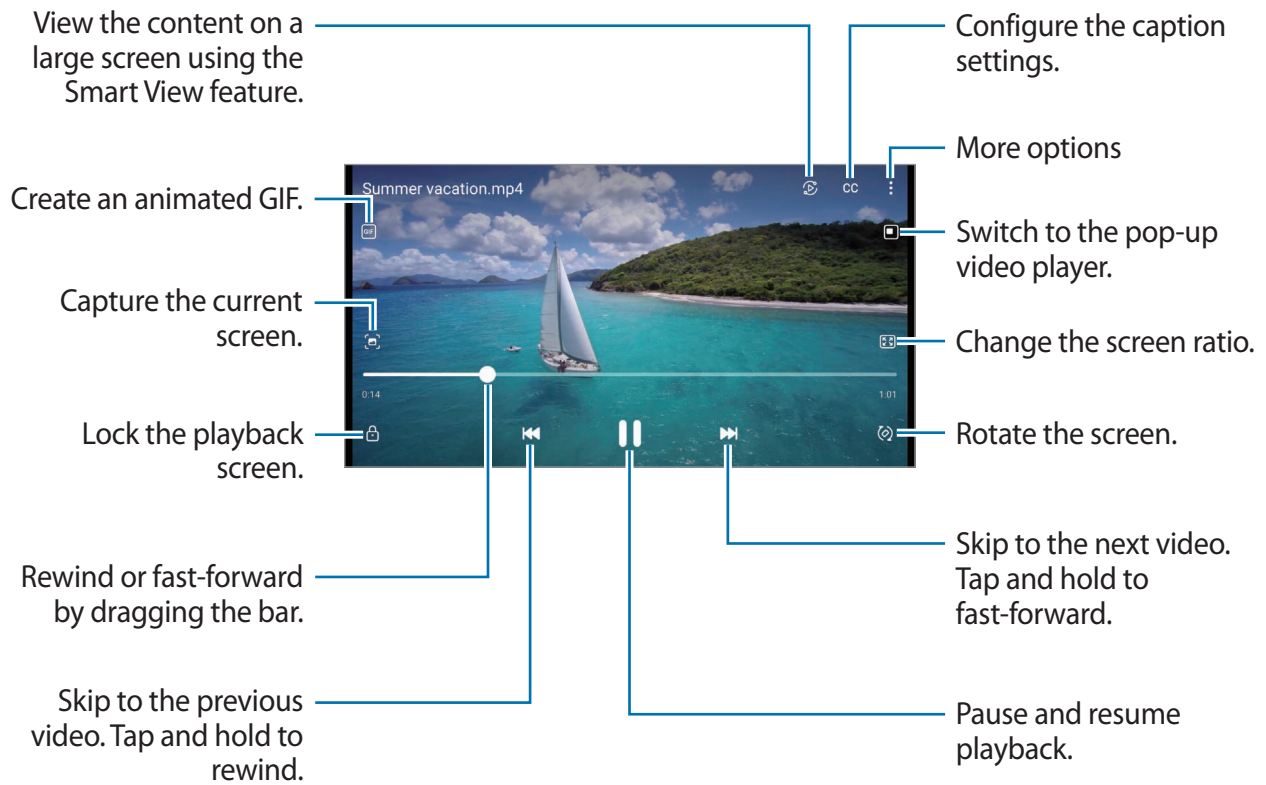 View the content on a
large screen using the
Smart View feature.
Configure the caption
settings.
More options
Create an animated GIF.
Switch to the pop-up
video player.
Capture the current
screen.
Change the screen ratio.
Lock the playback
screen.
Rotate the screen.
Rewind or fast-forward
by dragging the bar.
Skip to the next video.
Tap and hold to
fast-forward.
Skip to the previous
video. Tap and hold to
rewind.
Pause and resume
playback.
Summer vacation.mp4
CC
GIF
0:14
1:01